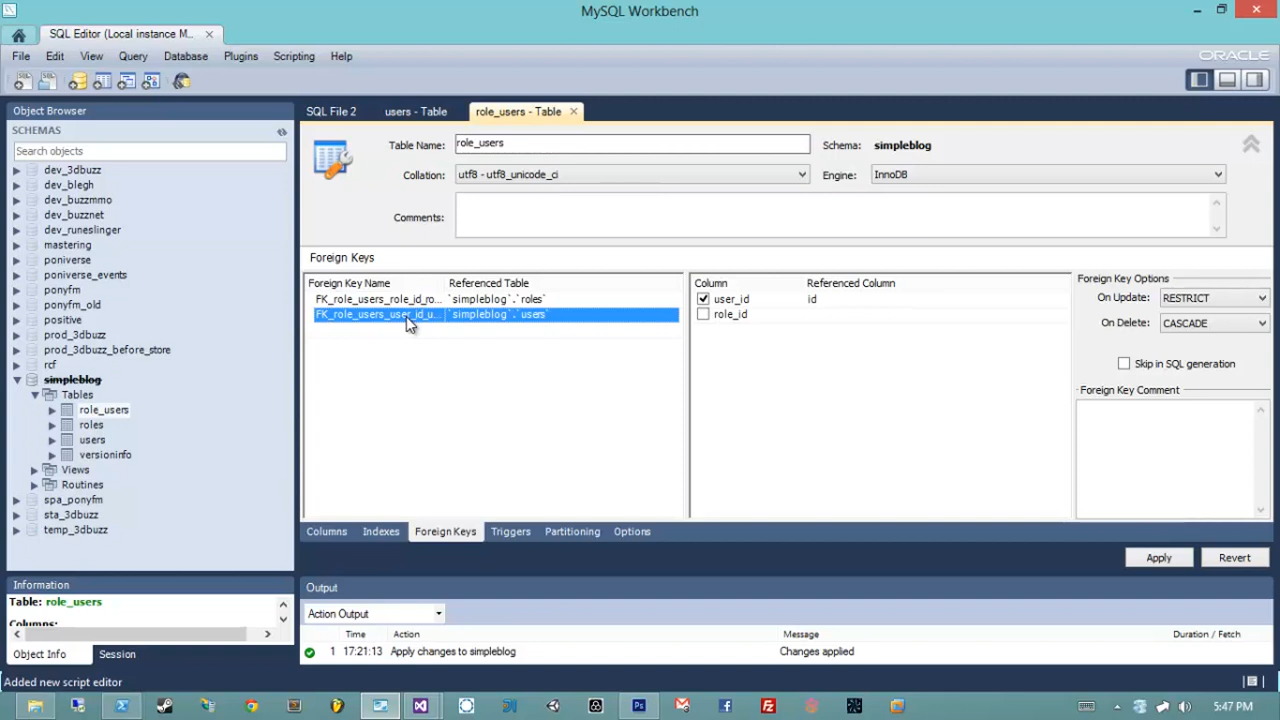 MySQL Workbench
SQL Editor (Local instance M...
File Edit View Query Database Plugins Scripting Help
ORACLE
Object Browser
SCHEMAS
Search objects
dev_3dbuzz
dev_blegh
dev_buzzmmo
dev_buzznet
dev_runeslinger
mastering
poniverse
poniverse_events
ponyfm
ponyfm_old
positive
prod_3dbuzz
prod_3dbuzz_before_store
rcf
simpleblog
Tables
role_users
roles
users
versioninfo
Views
Routines
spa_ponyfm
sta_3dbuzz
temp_3dbuzz
Information
Table: role_users
Columns:
Object Info Session
SQL File 2 users - Table role_users - Table
Table Name: role_users Schema: simpleblog
Collation: utf8 - utf8_unicode_ci Engine: InnoDB
Comments:
Foreign Keys
Foreign Key Name Referenced Table
FK_role_users_role_id_ro... `simpleblog`.`roles`
FK_role_users_user_id_u... `simpleblog`.`users`
Column Referenced Column
user_id id
role_id
Foreign Key Options
On Update: RESTRICT
On Delete: CASCADE
Skip in SQL generation
Foreign Key Comment
Columns Indexes Foreign Keys Triggers Partitioning Options
Apply Revert
Output
Action Output
Time Action Message Duration / Fetch
1 17:21:13 Apply changes to simpleblog Changes applied
Added new script editor
5:47 PM